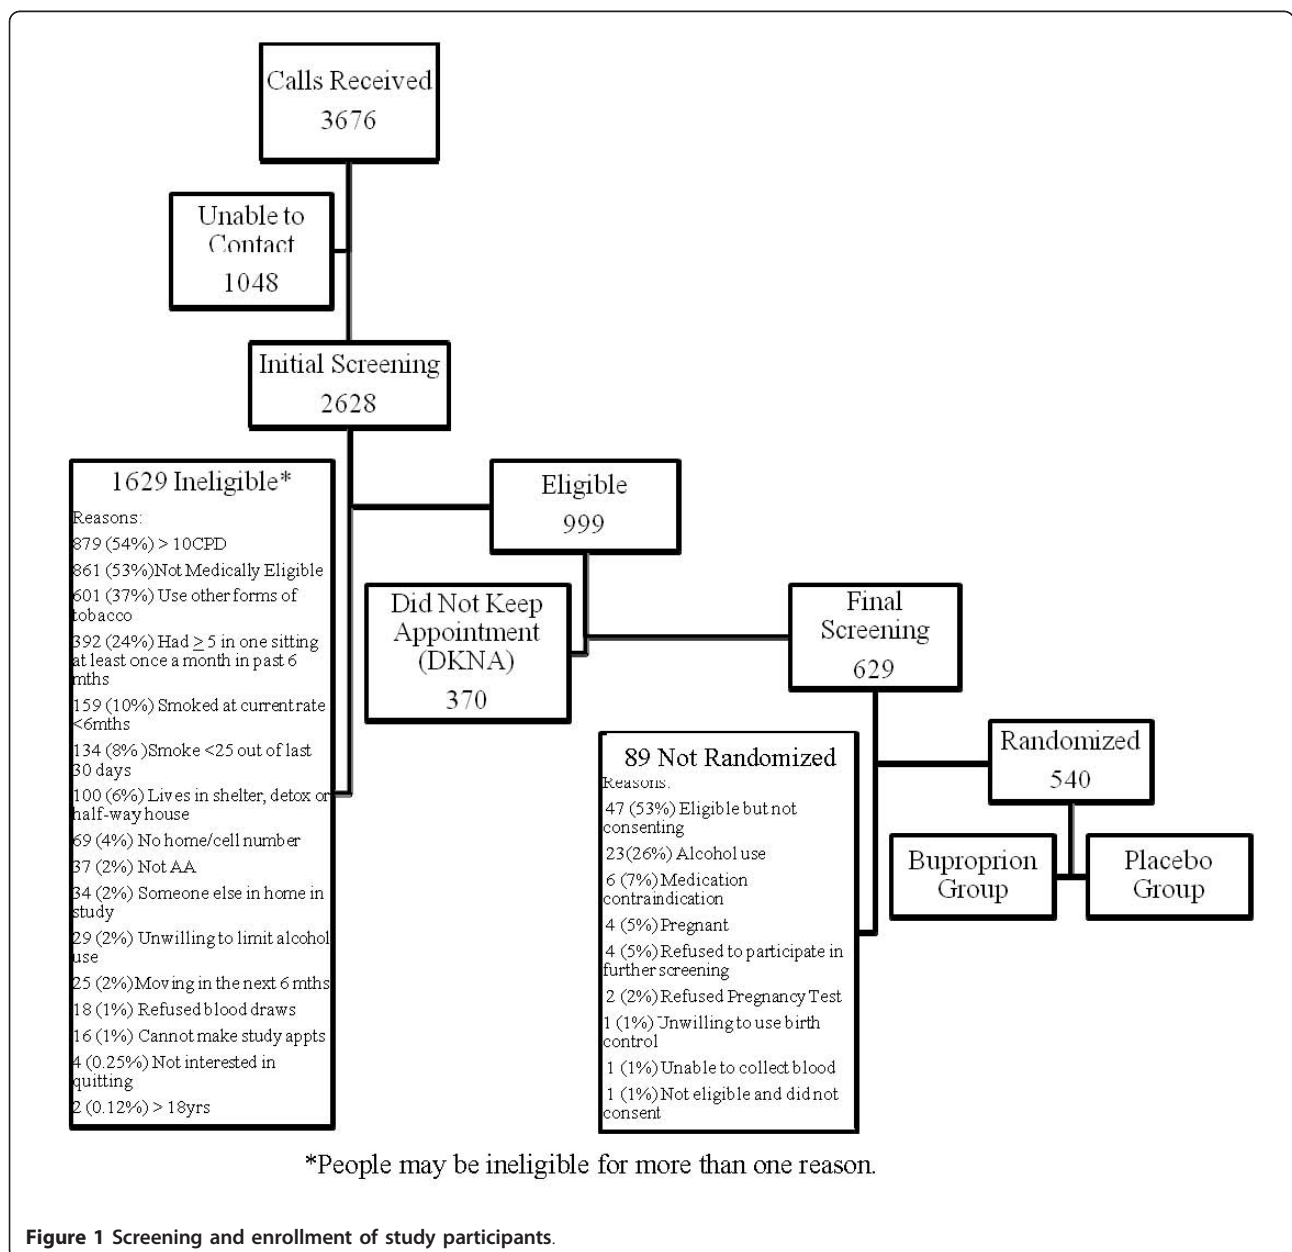 Calls Received
3676
Unable to
Contact
1048
Initial Screening
2628
1629 Ineligible*
Reasons:
879 (54%) > 10CPD
861 (53%)Not Medically Eligible
601 (37%) Use other forms of
tobacco
392 (24%) Had ≥ 5 in one sitting
at least once a month in past 6
mths
159 (10%) Smoked at current rate
<6mths
134 (8% )Smoke <25 out of last
30 days
100 (6%) Lives in shelter, detox or
half-way house
69 (4%) No home/cell number
37 (2%) Not AA
34 (2%) Someone else in home in
study
29 (2%) Unwilling to limit alcohol
use
25 (2%)Moving in the next 6 mths
18 (1%) Refused blood draws
16 (1%) Cannot make study appts
4 (0.25%) Not interested in
quitting
2 (0.12%) > 18yrs
Eligible
999
Did Not Keep
Appointment
(DKNA)
370
Final
Screening
629
89 Not Randomized
Reasons:
47 (53%) Eligible but not
consenting
23(26%) Alcohol use
6 (7%) Medication
contraindication
4 (5%) Pregnant
4 (5%) Refused to participate in
further screening
2 (2%) Refused Pregnancy Test
1 (1%) Unwilling to use birth
control
1 (1%) Unable to collect blood
1 (1%) Not eligible and did not
consent
Randomized
540
Buproprion
Group
Placebo
Group
*People may be ineligible for more than one reason.
Figure 1 Screening and enrollment of study participants.